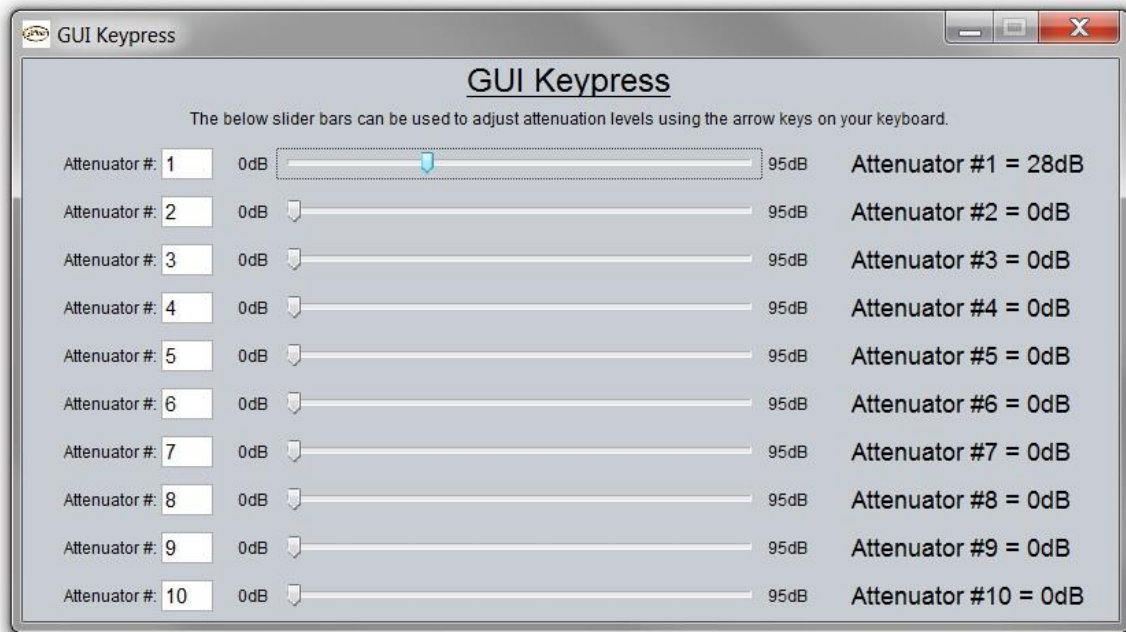 GUI Keypress
GUI Keypress
The below slider bars can be used to adjust attenuation levels using the arrow keys on your keyboard.
Attenuator #: 1 0dB 95dB Attenuator #1 = 28dB
Attenuator #: 2 0dB 95dB Attenuator #2 = 0dB
Attenuator #: 3 0dB 95dB Attenuator #3 = 0dB
Attenuator #: 4 0dB 95dB Attenuator #4 = 0dB
Attenuator #: 5 0dB 95dB Attenuator #5 = 0dB
Attenuator #: 6 0dB 95dB Attenuator #6 = 0dB
Attenuator #: 7 0dB 95dB Attenuator #7 = 0dB
Attenuator #: 8 0dB 95dB Attenuator #8 = 0dB
Attenuator #: 9 0dB 95dB Attenuator #9 = 0dB
Attenuator #: 10 0dB 95dB Attenuator #10 = 0dB